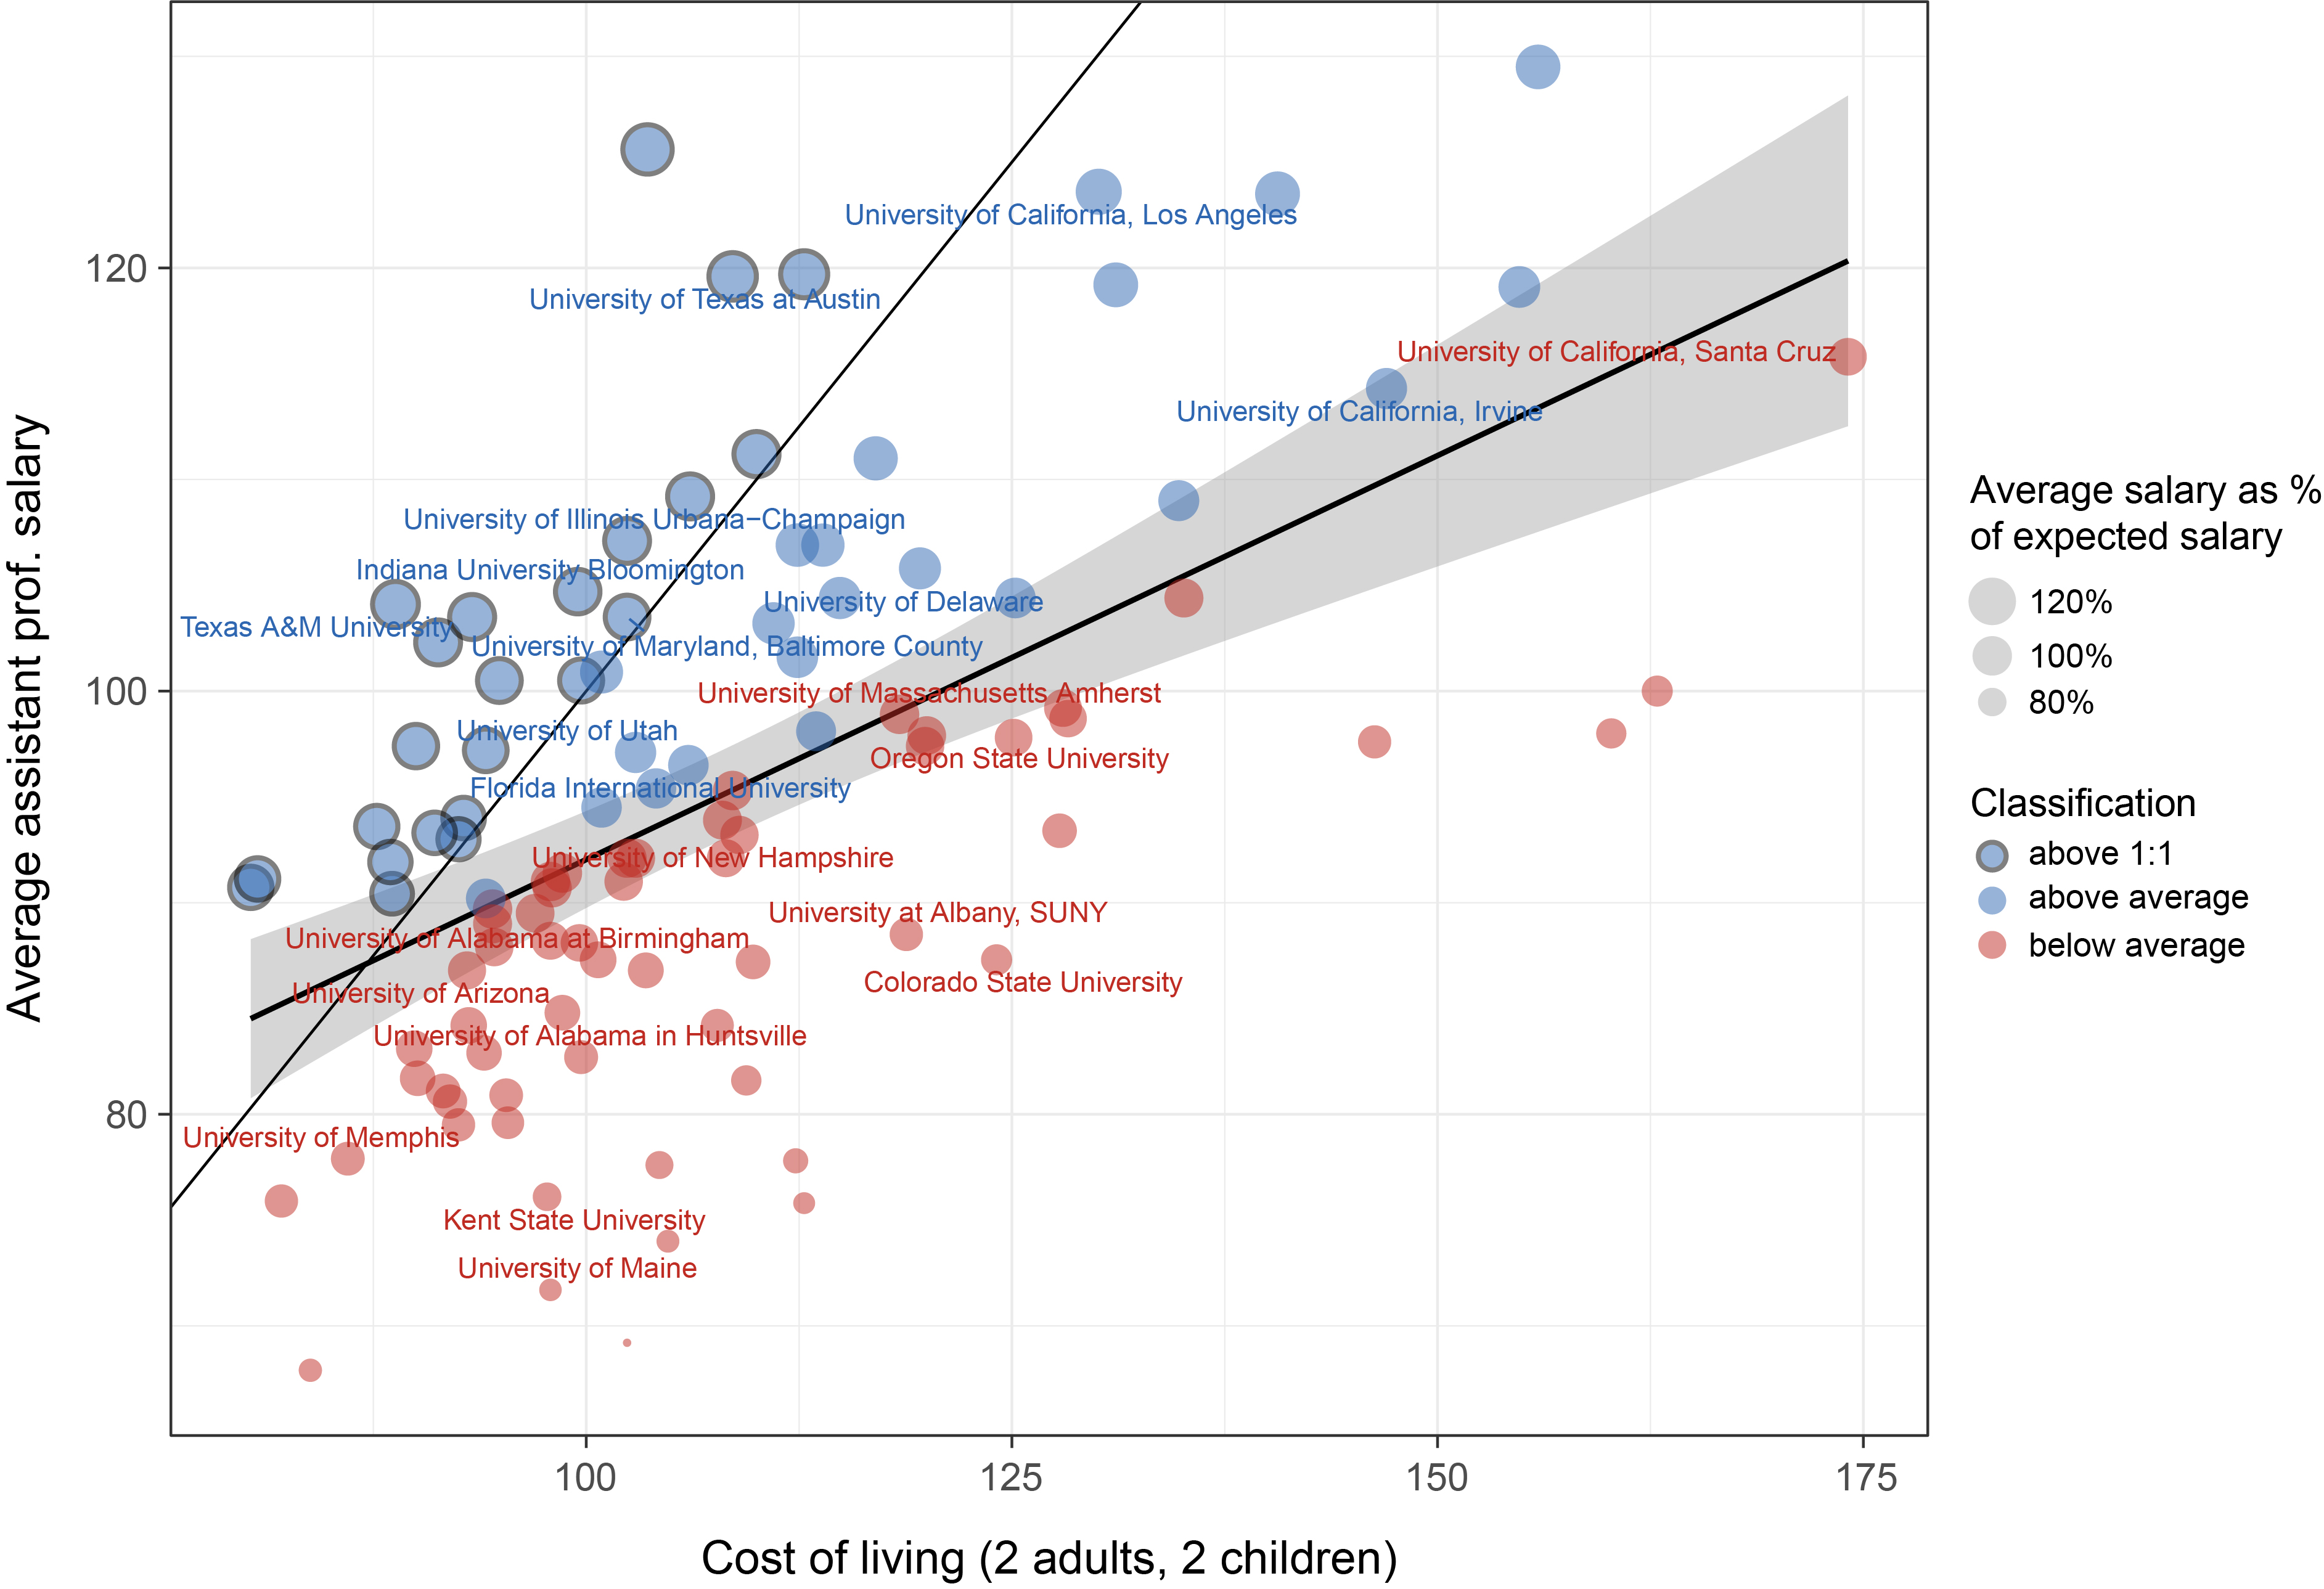 University of California, Los Angeles
120
University of Texas at Austin
University of California, Santa Cruz
University of California, Irvine
University of Illinois Urbana−Champaign
Indiana University Bloomington
University of Delaware
Texas A&M University
University of Maryland, Baltimore County
100
University of Massachusetts Amherst
University of Utah
Oregon State University
Florida International University
University of New Hampshire
University at Albany, SUNY
University of Alabama at Birmingham
Colorado State University
University of Arizona
University of Alabama in Huntsville
80
University of Memphis
Kent State University
University of Maine
Average assistant prof. salary
100
125
150
175
Cost of living (2 adults, 2 children)
Average salary as %
of expected salary
120%
100%
80%
Classification
above 1:1
above average
below average